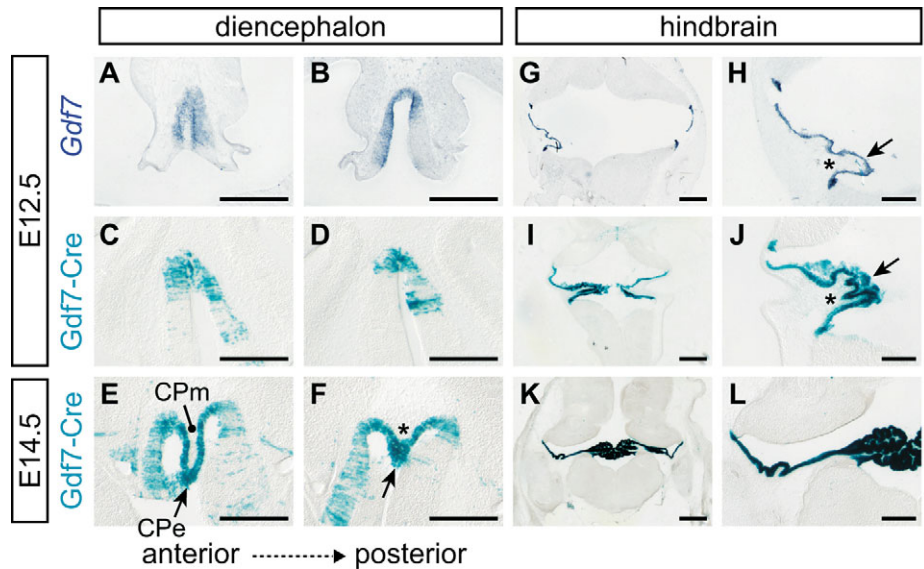 diencephalon
hindbrain
E12.5
Gdf7
A
B
G
H
*
Gdf7-Cre
C
D
I
J
*
E14.5
Gdf7-Cre
E
CPm
CPe
F
*
K
L
anterior posterior